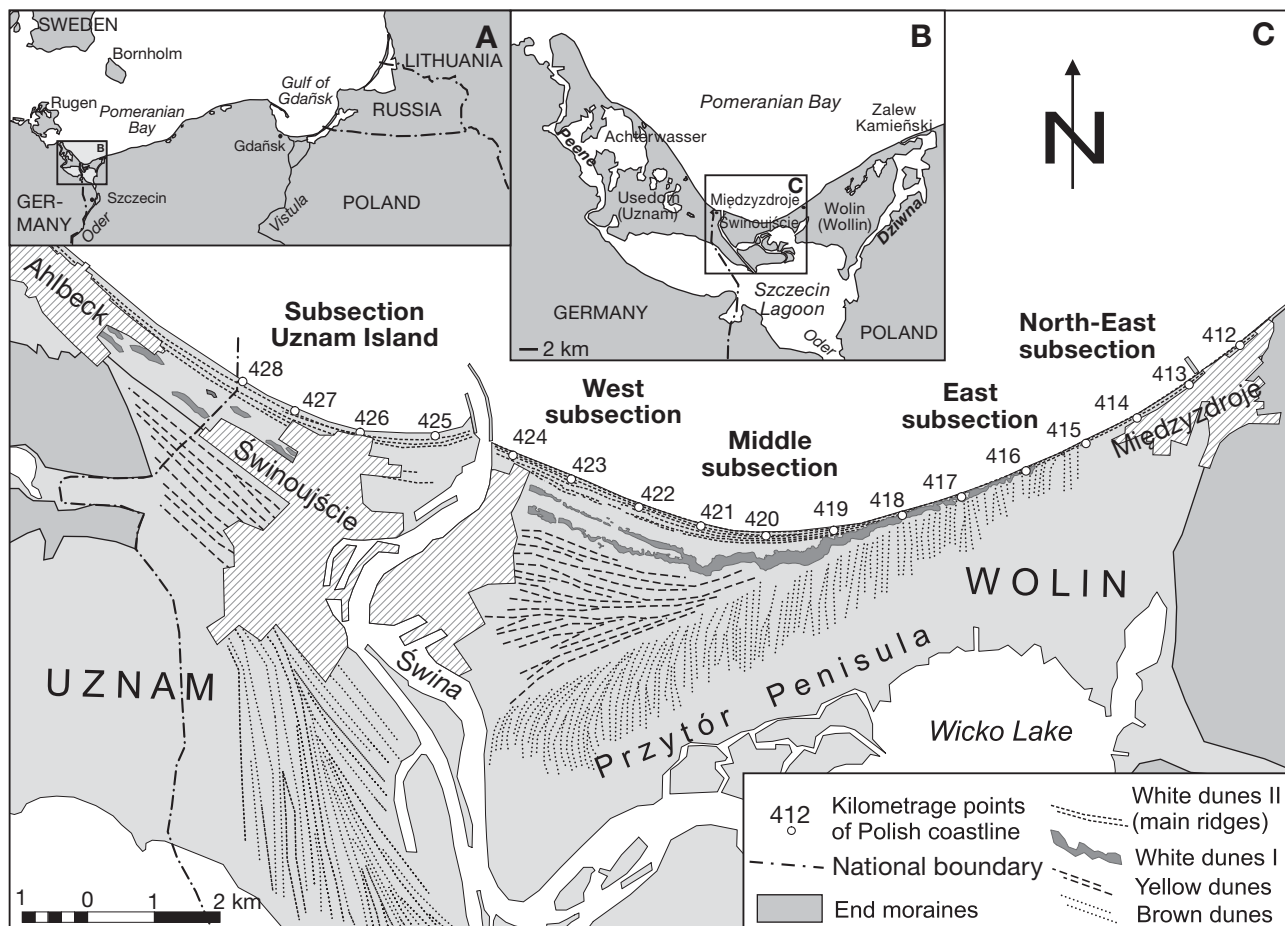 A
SWEDEN
Bornholm
LITHUANIA
Gulf of
Gdańsk
RUSSIA
Rugen
Pomeranian
Bay
Gdańsk
B
Szczecin
GER-
MANY
Oder
Vistula
POLAND
B
Pomeranian Bay
Zalew
Kamieński
Peene
Achterwasser
C
Usedom
(Uznam)
Międzyzdroje
Świnoujście
Wolin
(Wollin)
Dziwna
Szczecin
Lagoon
GERMANY
Oder
POLAND
2 km
C
N
Ahlbeck
Subsection
Uznam Island
428
427
426
425
Świnoujście
West
subsection
424
423
422
Middle
subsection
421
420
419
East
subsection
418
417
416
North-East
subsection
415
414
413
412
Międzyzdroje
WOLIN
UZNAM
Świna
Przytór Penisula
Wicko Lake
1 0 1 2 km
412 Kilometrage points
of Polish coastline
National boundary
End moraines
White dunes II
(main ridges)
White dunes I
Yellow dunes
Brown dunes